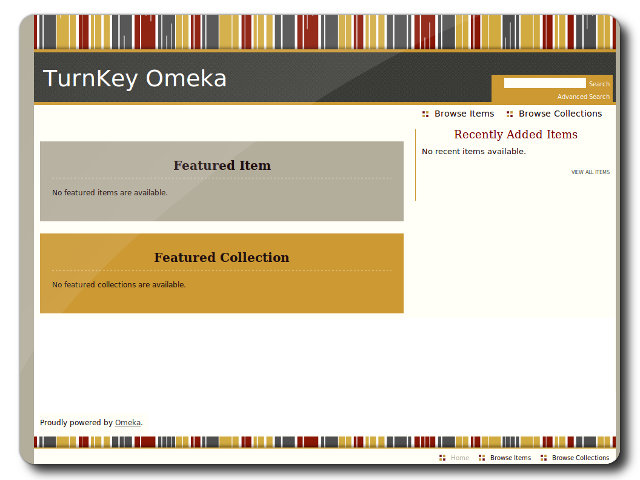 TurnKey Omeka
Search
Advanced Search
Browse Items
Browse Collections
Recently Added Items
No recent items available.
VIEW ALL ITEMS
Featured Item
No featured items are available.
Featured Collection
No featured collections are available.
Proudly powered by Omeka.
Home
Browse Items
Browse Collections